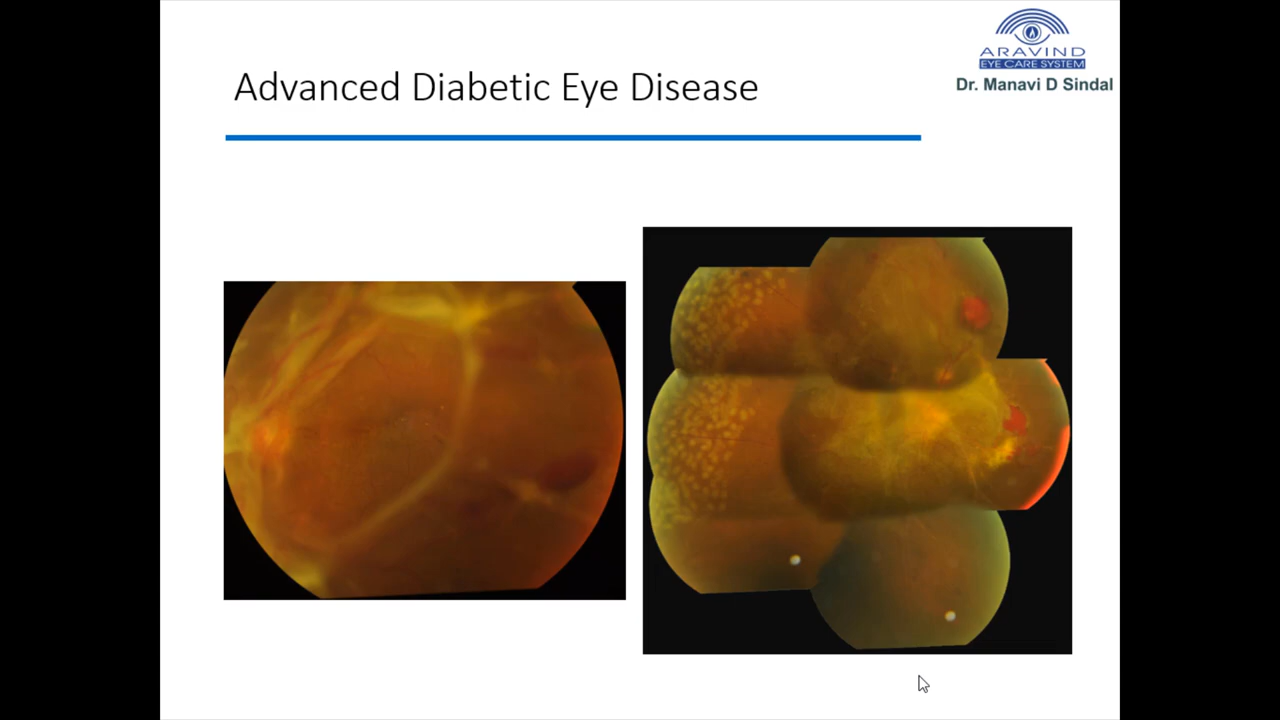 ARAVIND
EYE CARE SYSTEM
Dr. Manavi D Sindal
Advanced Diabetic Eye Disease